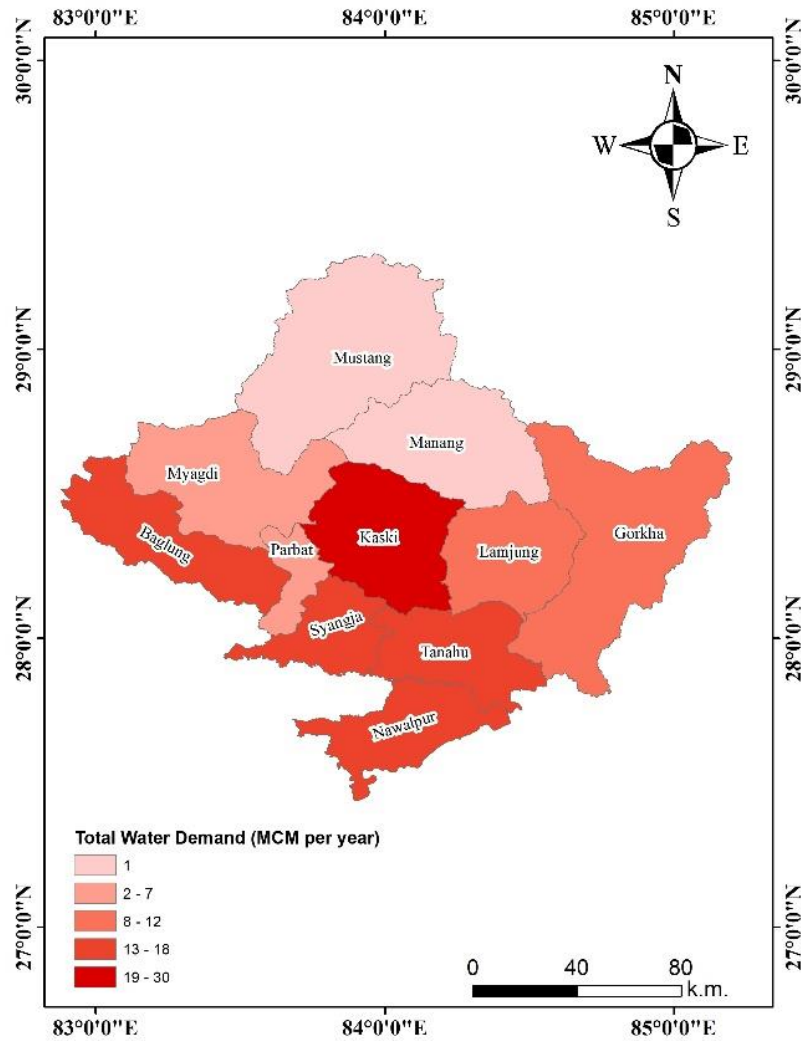 83°0'0"E 84°0'0"E 85°0'0"E
30°0'0"N 30°0'0"N
N
W E
S
29°0'0"N 29°0'0"N
Mustang
Manang
Myagdi
Gorkha
Baglung Parbat Kaski Lamjung
28°0'0"N 28°0'0"N
Syangja
Tanahu
Nawalpur
Total Water Demand (MCM per year)
1
2 - 7
8 - 12
13 - 18
19 - 30
27°0'0"N 27°0'0"N
0 40 80
k.m.
83°0'0"E 84°0'0"E 85°0'0"E